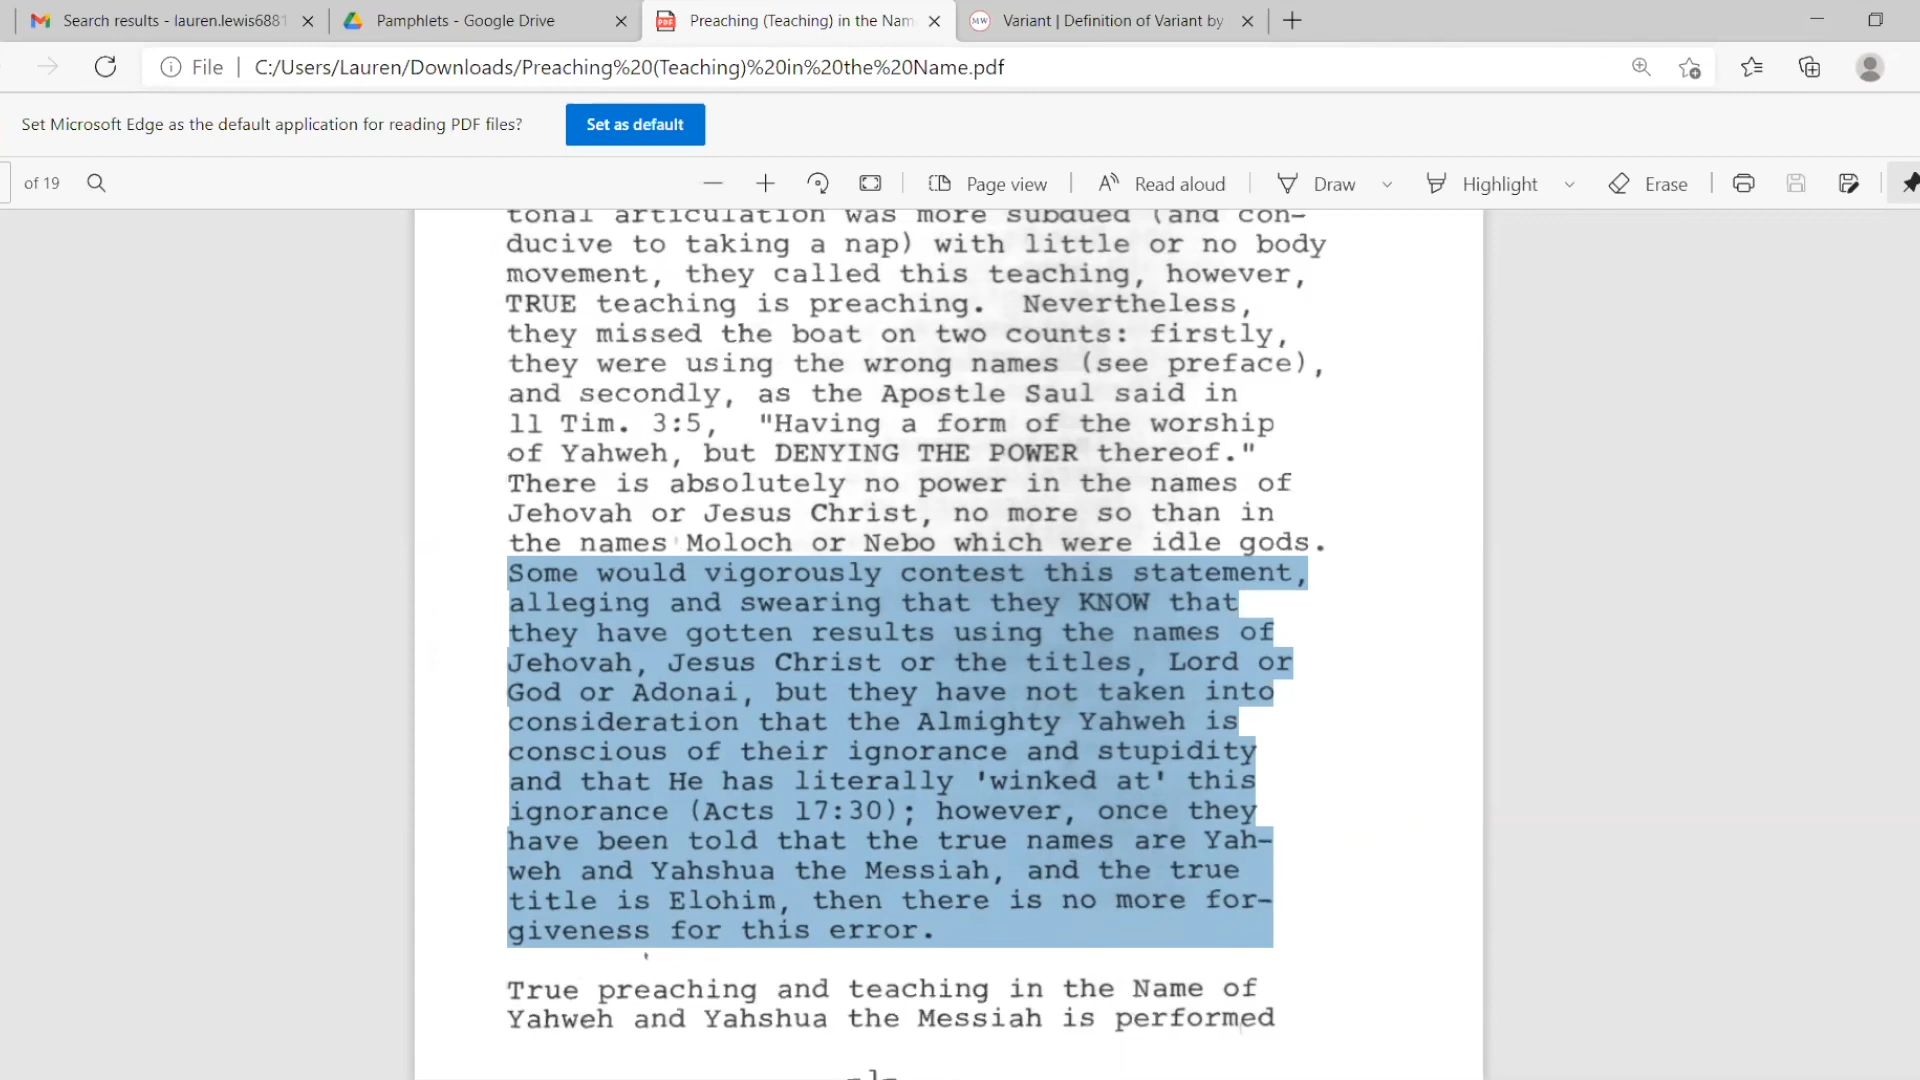 Search results - lauren.lewis6881
Pamphlets - Google Drive
Preaching (Teaching) in the Nam
Variant | Definition of Variant by
File
C:/Users/Lauren/Downloads/Preaching%20(Teaching)%20in%20the%20Name.pdf
Set Microsoft Edge as the default application for reading PDF files?
Set as default
of 19
Page view
Read aloud
Draw
Highlight
Erase
tonal articulation was more subdued (and con-
ducive to taking a nap) with little or no body
movement, they called this teaching, however,
TRUE teaching is preaching. Nevertheless,
they missed the boat on two counts: firstly,
they were using the wrong names (see preface),
and secondly, as the Apostle Saul said in
11 Tim. 3:5, "Having a form of the worship
of Yahweh, but DENYING THE POWER thereof."
There is absolutely no power in the names of
Jehovah or Jesus Christ, no more so than in
the names Moloch or Nebo which were idle gods.
Some would vigorously contest this statement,
alleging and swearing that they KNOW that
they have gotten results using the names of
Jehovah, Jesus Christ or the titles, Lord or
God or Adonai, but they have not taken into
consideration that the Almighty Yahweh is
conscious of their ignorance and stupidity
and that He has literally 'winked at' this
ignorance (Acts 17:30); however, once they
have been told that the true names are Yah-
weh and Yahshua the Messiah, and the true
title is Elohim, then there is no more for-
giveness for this error.
True preaching and teaching in the Name of
Yahweh and Yahshua the Messiah is performed
-1-